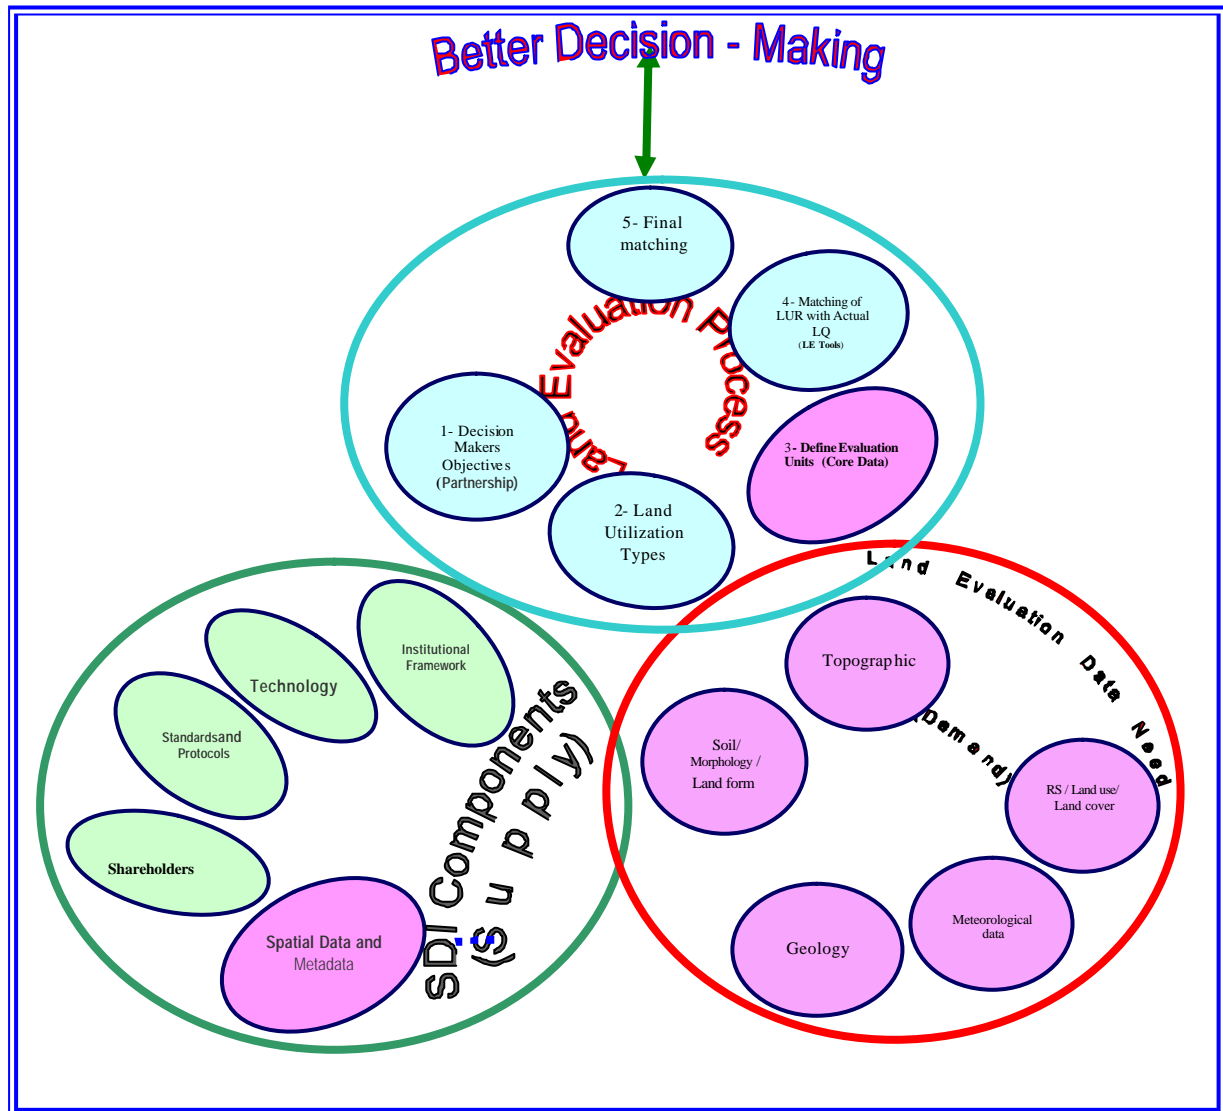 Better Decision - Making
5- Final
matching
4- Matching of
LUR with Actual
LQ
(LE Tools)
Land Evaluation Process
1- Decision
Makers
Objectives
(Partnership)
3- Define Evaluation
Units (Core Data)
2- Land
Utilization
Types
Land Evaluation Data Need
(Demand)
Topographic
Soil/
Morphology /
Land form
RS / Land use/
Land cover
Meteorological
data
Geology
Institutional
Framework
Technology
Standardsand
Protocols
Shareholders
Spatial Data and
Metadata
SDI Components
(Supply)